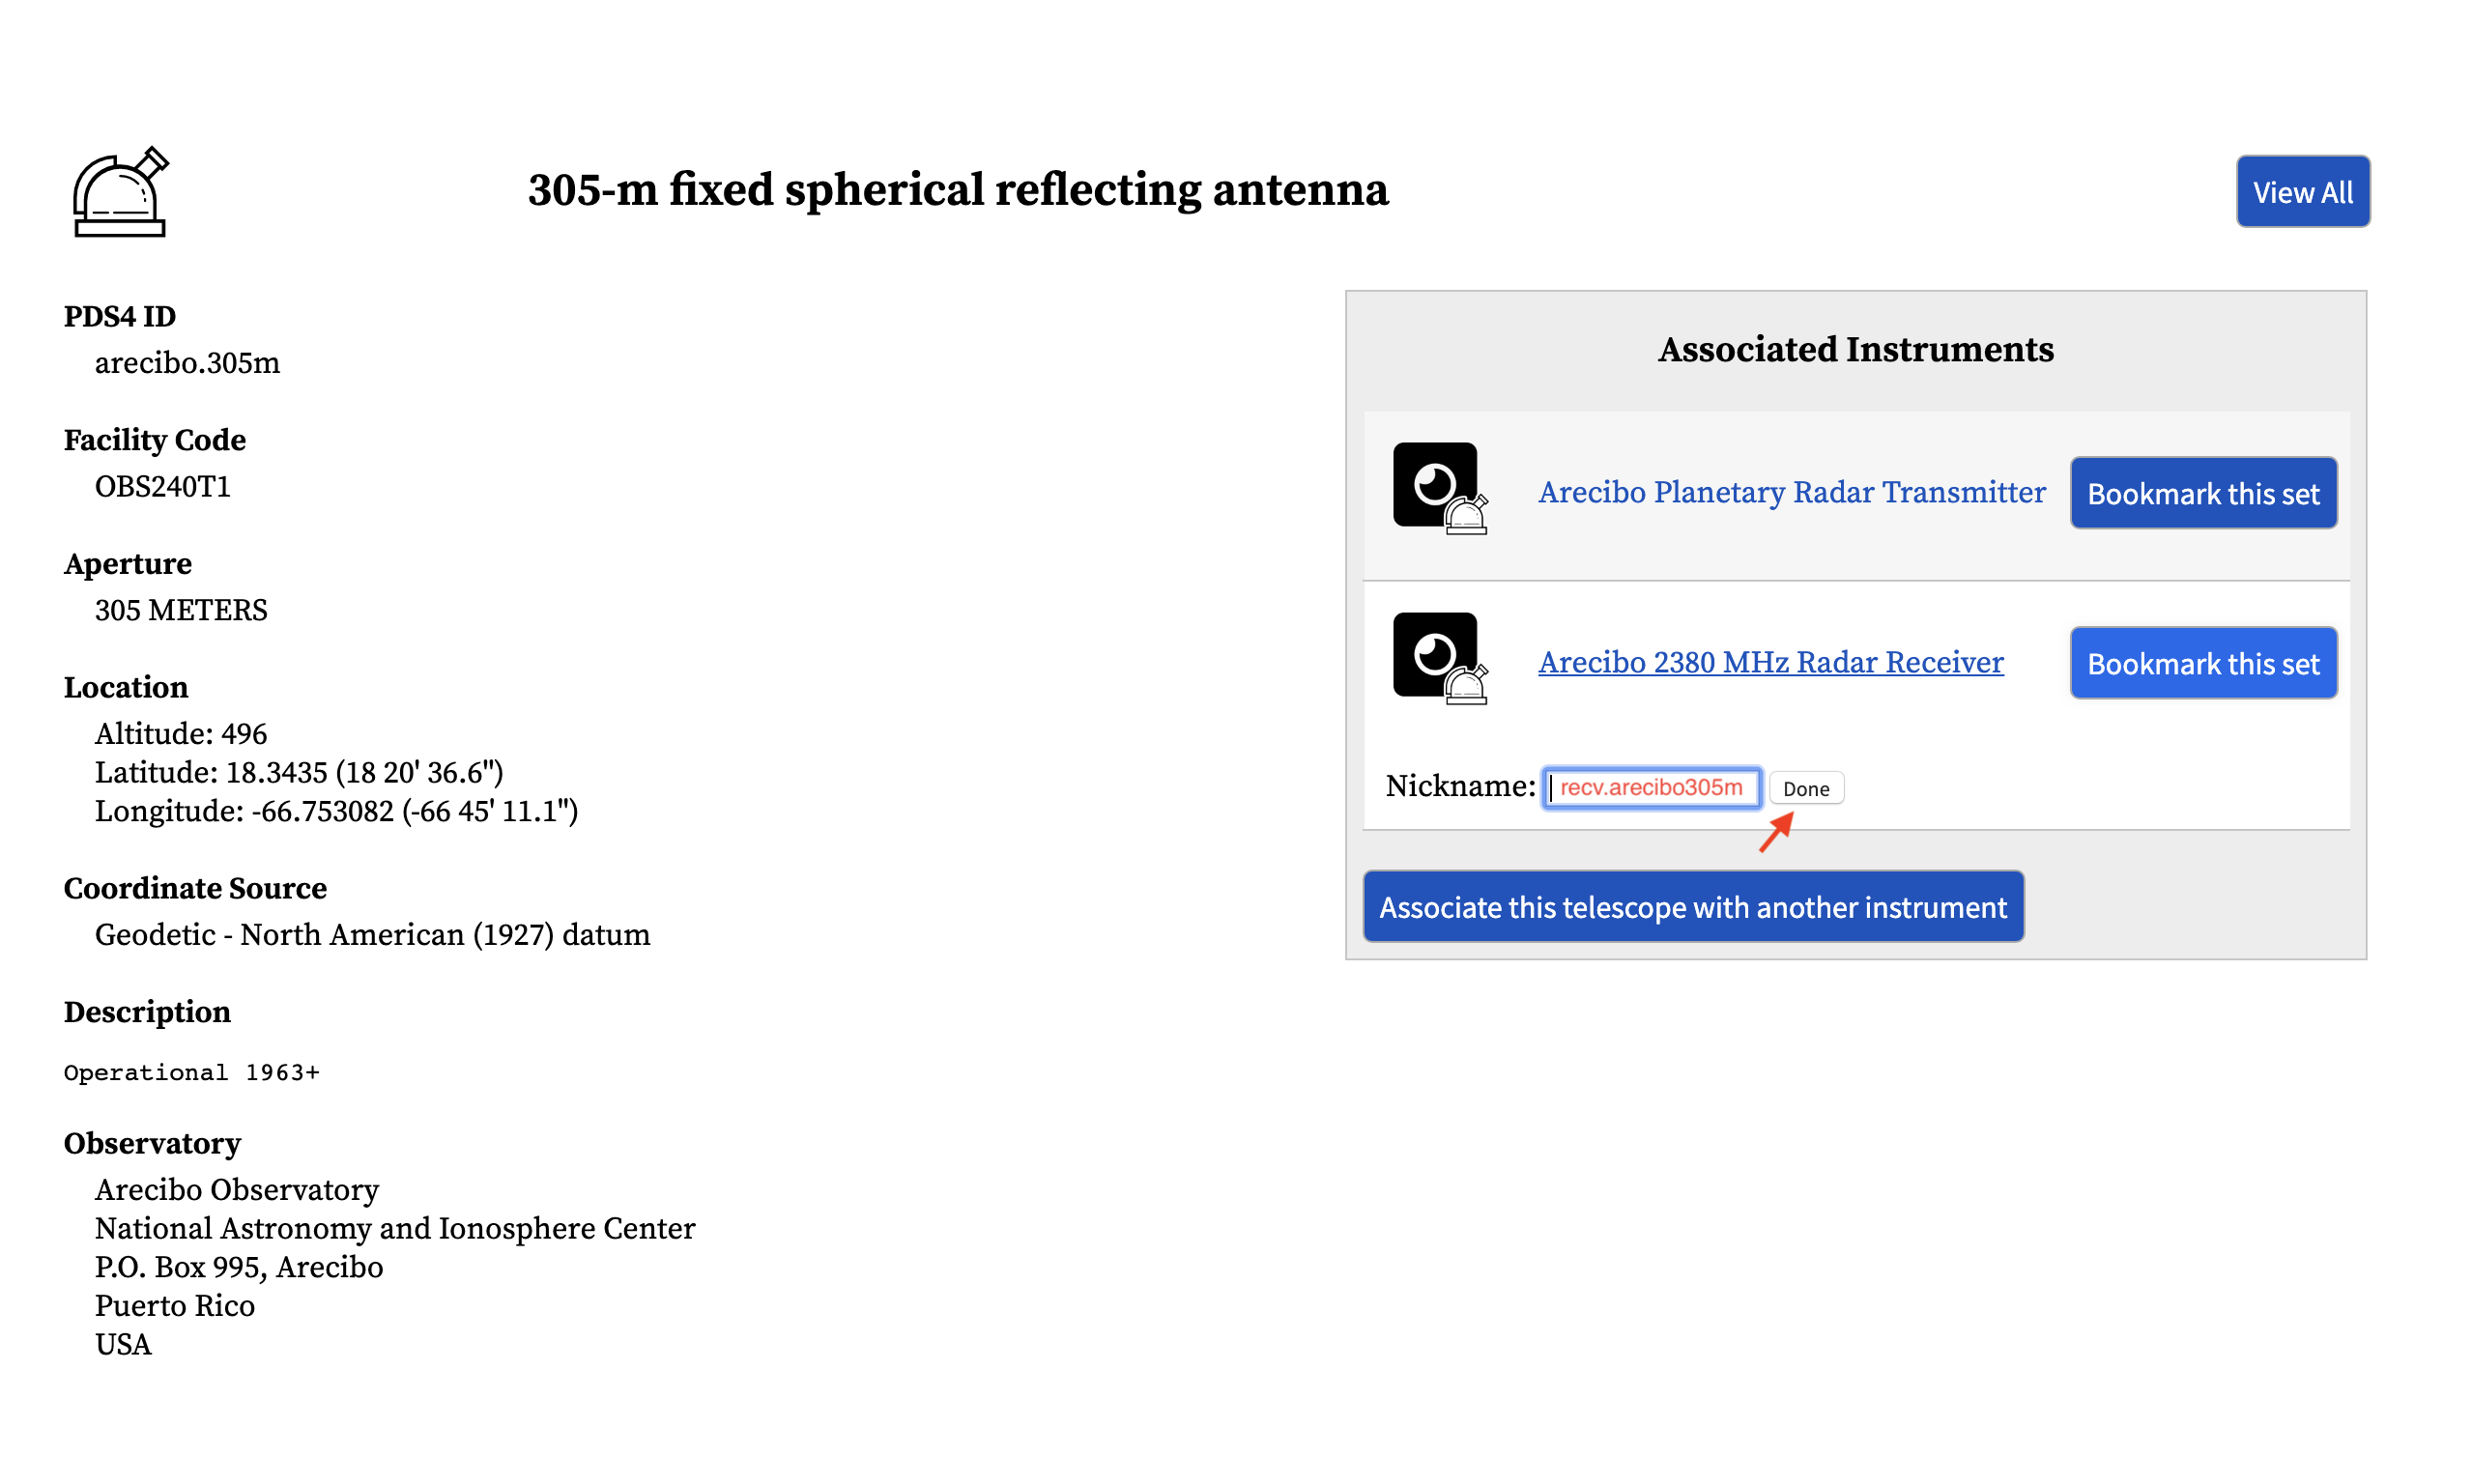 305-m fixed spherical reflecting antenna
View All
PDS4 ID
arecibo.305m
Facility Code
OBS240T1
Aperture
305 METERS
Location
Altitude: 496
Latitude: 18.3435 (18 20' 36.6")
Longitude: -66.753082 (-66 45' 11.1")
Coordinate Source
Geodetic - North American (1927) datum
Description
Operational 1963+
Observatory
Arecibo Observatory
National Astronomy and Ionosphere Center
P.O. Box 995, Arecibo
Puerto Rico
USA
Associated Instruments
Arecibo Planetary Radar Transmitter
Bookmark this set
Arecibo 2380 MHz Radar Receiver
Bookmark this set
Nickname: recv.arecibo305m Done
Associate this telescope with another instrument